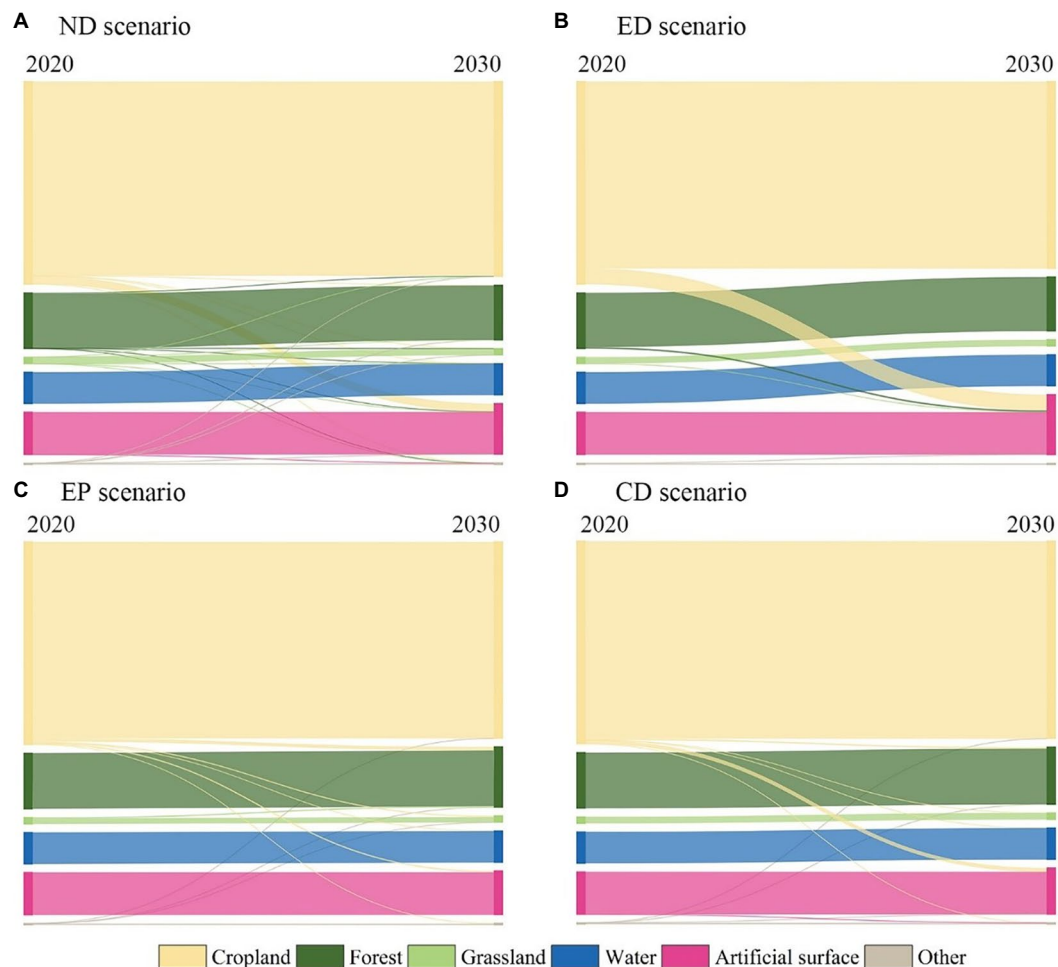 A ND scenario
2020 2030
B ED scenario
2020 2030
C EP scenario
2020 2030
D CD scenario
2020 2030
Cropland Forest Grassland Water Artificial surface Other